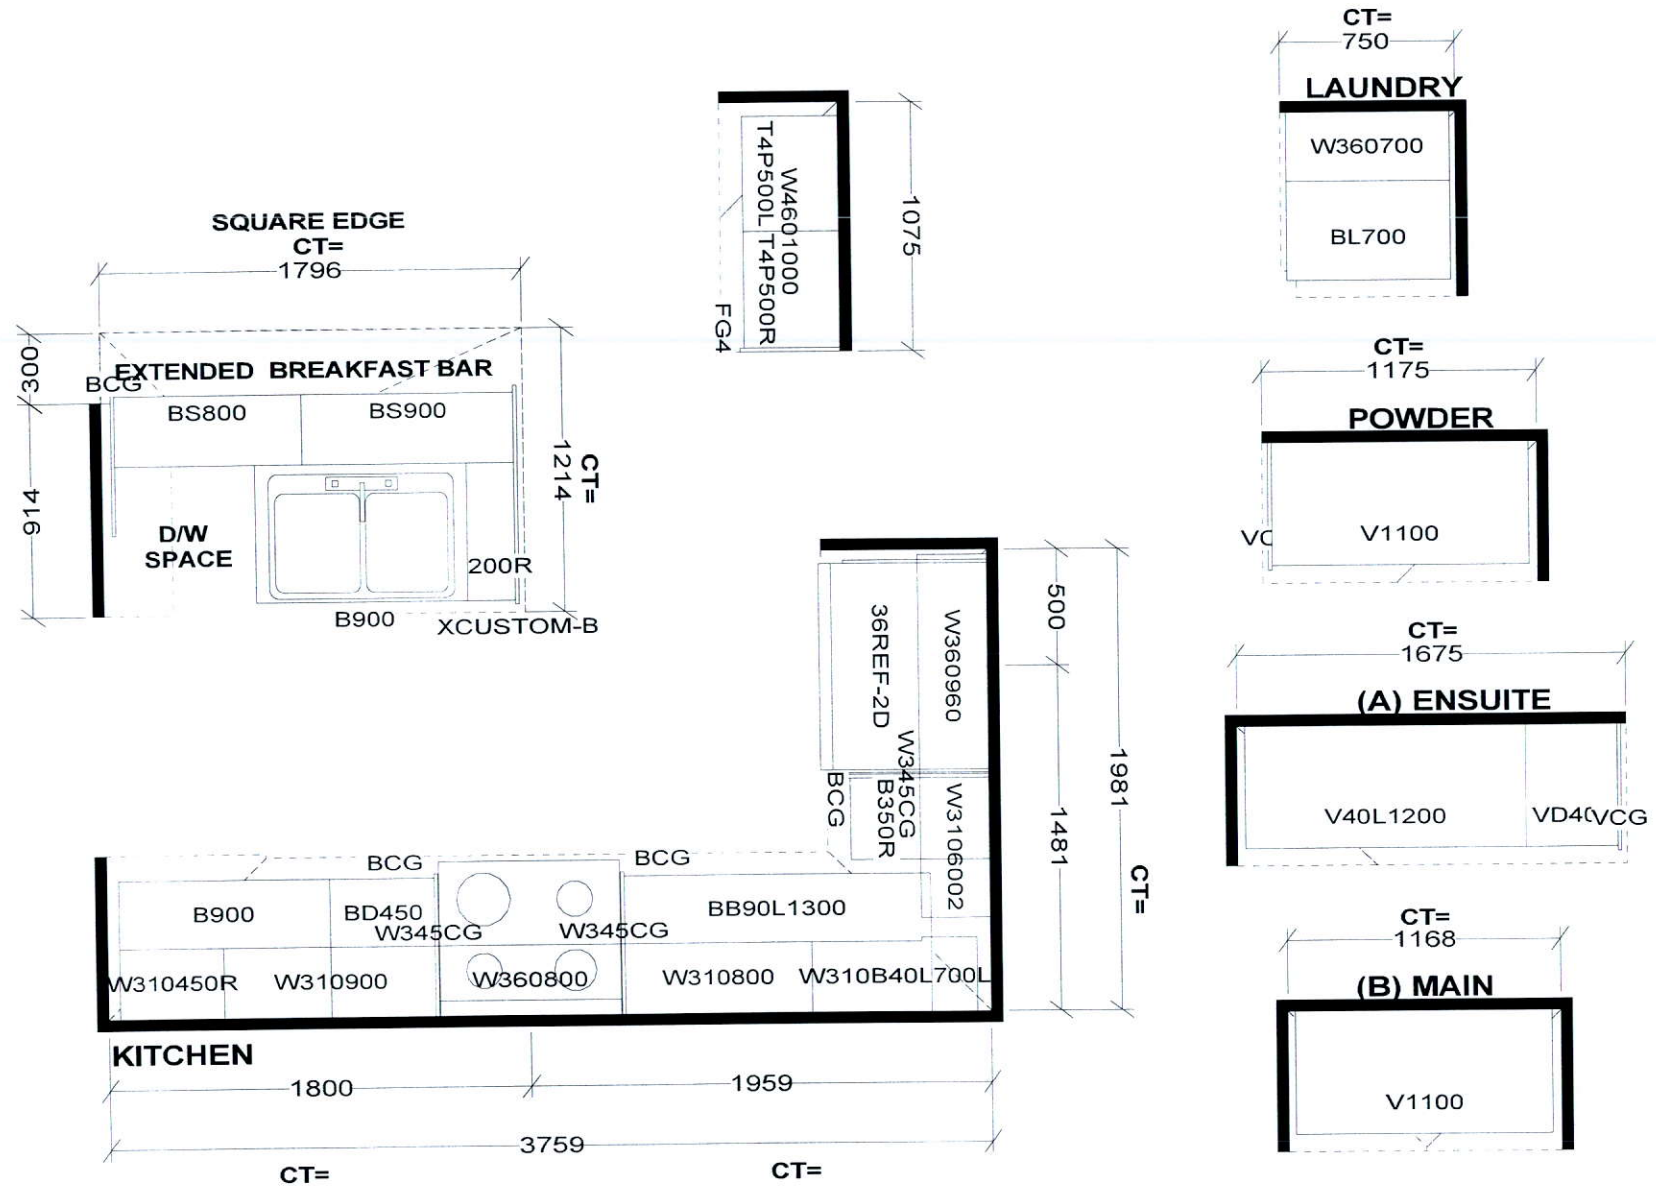 CT=
750
LAUNDRY
W360700
BL700
T4P500L T4P500R
W4601000
FG4
1075
SQUARE EDGE
CT=
1796
300
EXTENDED BREAKFAST BAR
BCG
BS800
BS900
914
D/W
SPACE
200R
B900
XCUSTOM-B
1214
CT=
CT=
1175
POWDER
VC
V1100
CT=
1675
(A) ENSUITE
V40L1200
VCG
CT=
1168
(B) MAIN
V1100
36REF-2D
W360960
500
1981
W345CG
BCG
B350R
W3106002
1481
CT=
BCG
BCG
B900
BD450
BB90L1300
W345CG
W345CG
W310450R
W310900
W360800
W310800
W310B40L700L
KITCHEN
1800
1959
3759
CT=
CT=